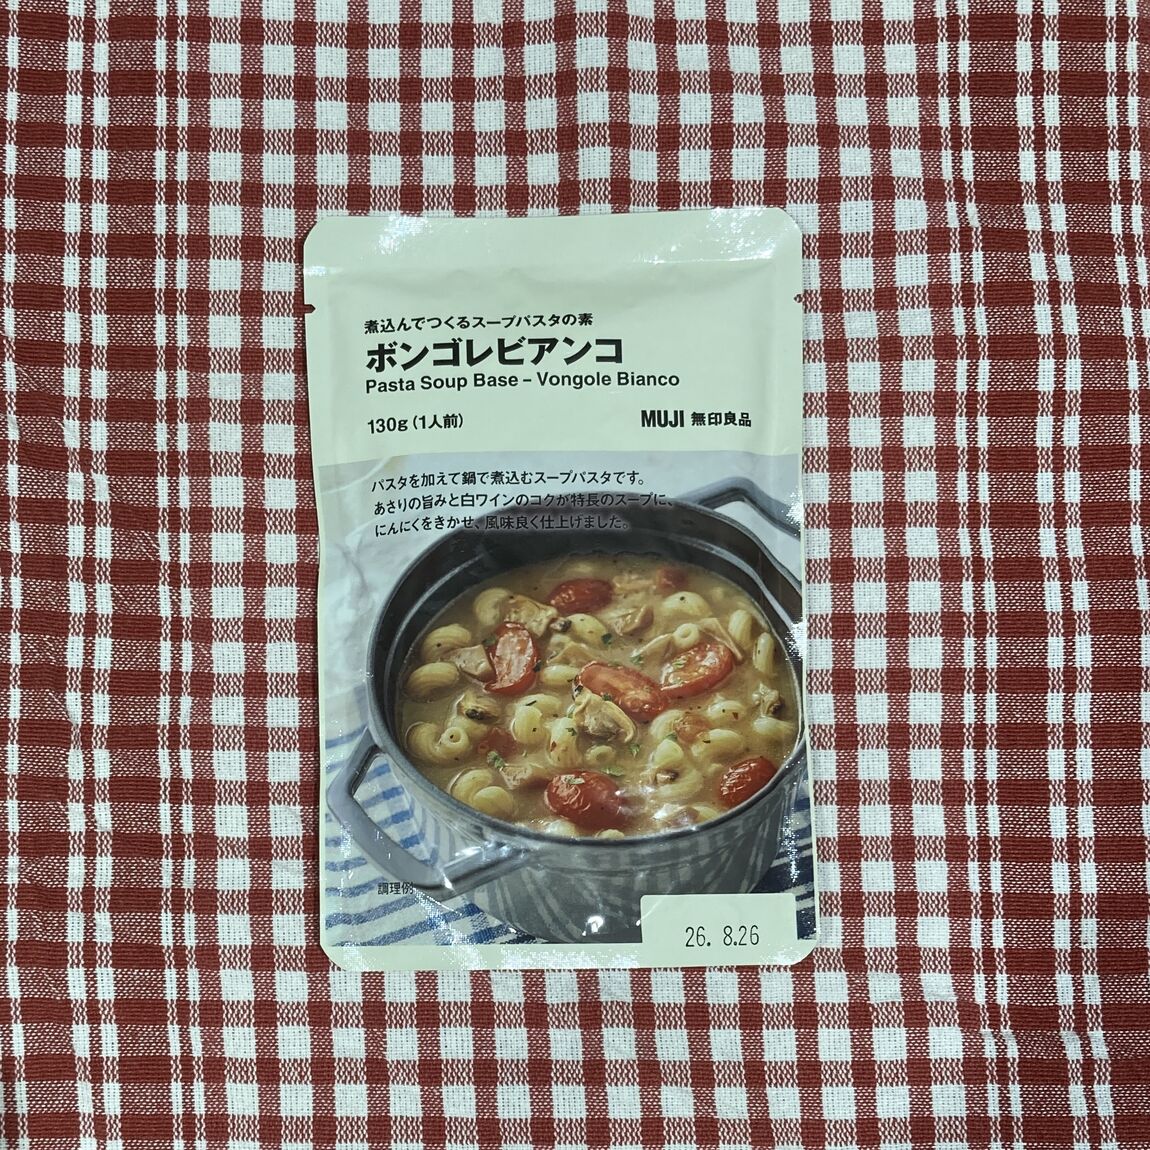 煮込んでつくるスープパスタの素
ボンゴレビアンコ
Pasta Soup Base – Vongole Bianco
130g（1人前）
MUJI 無印良品
パスタを加えて鍋で煮込むスープパスタです。
あさりの旨みと白ワインのコクが特長のスープに、
にんにくをきかせ、風味良く仕上げました。
調理例
26. 8.26